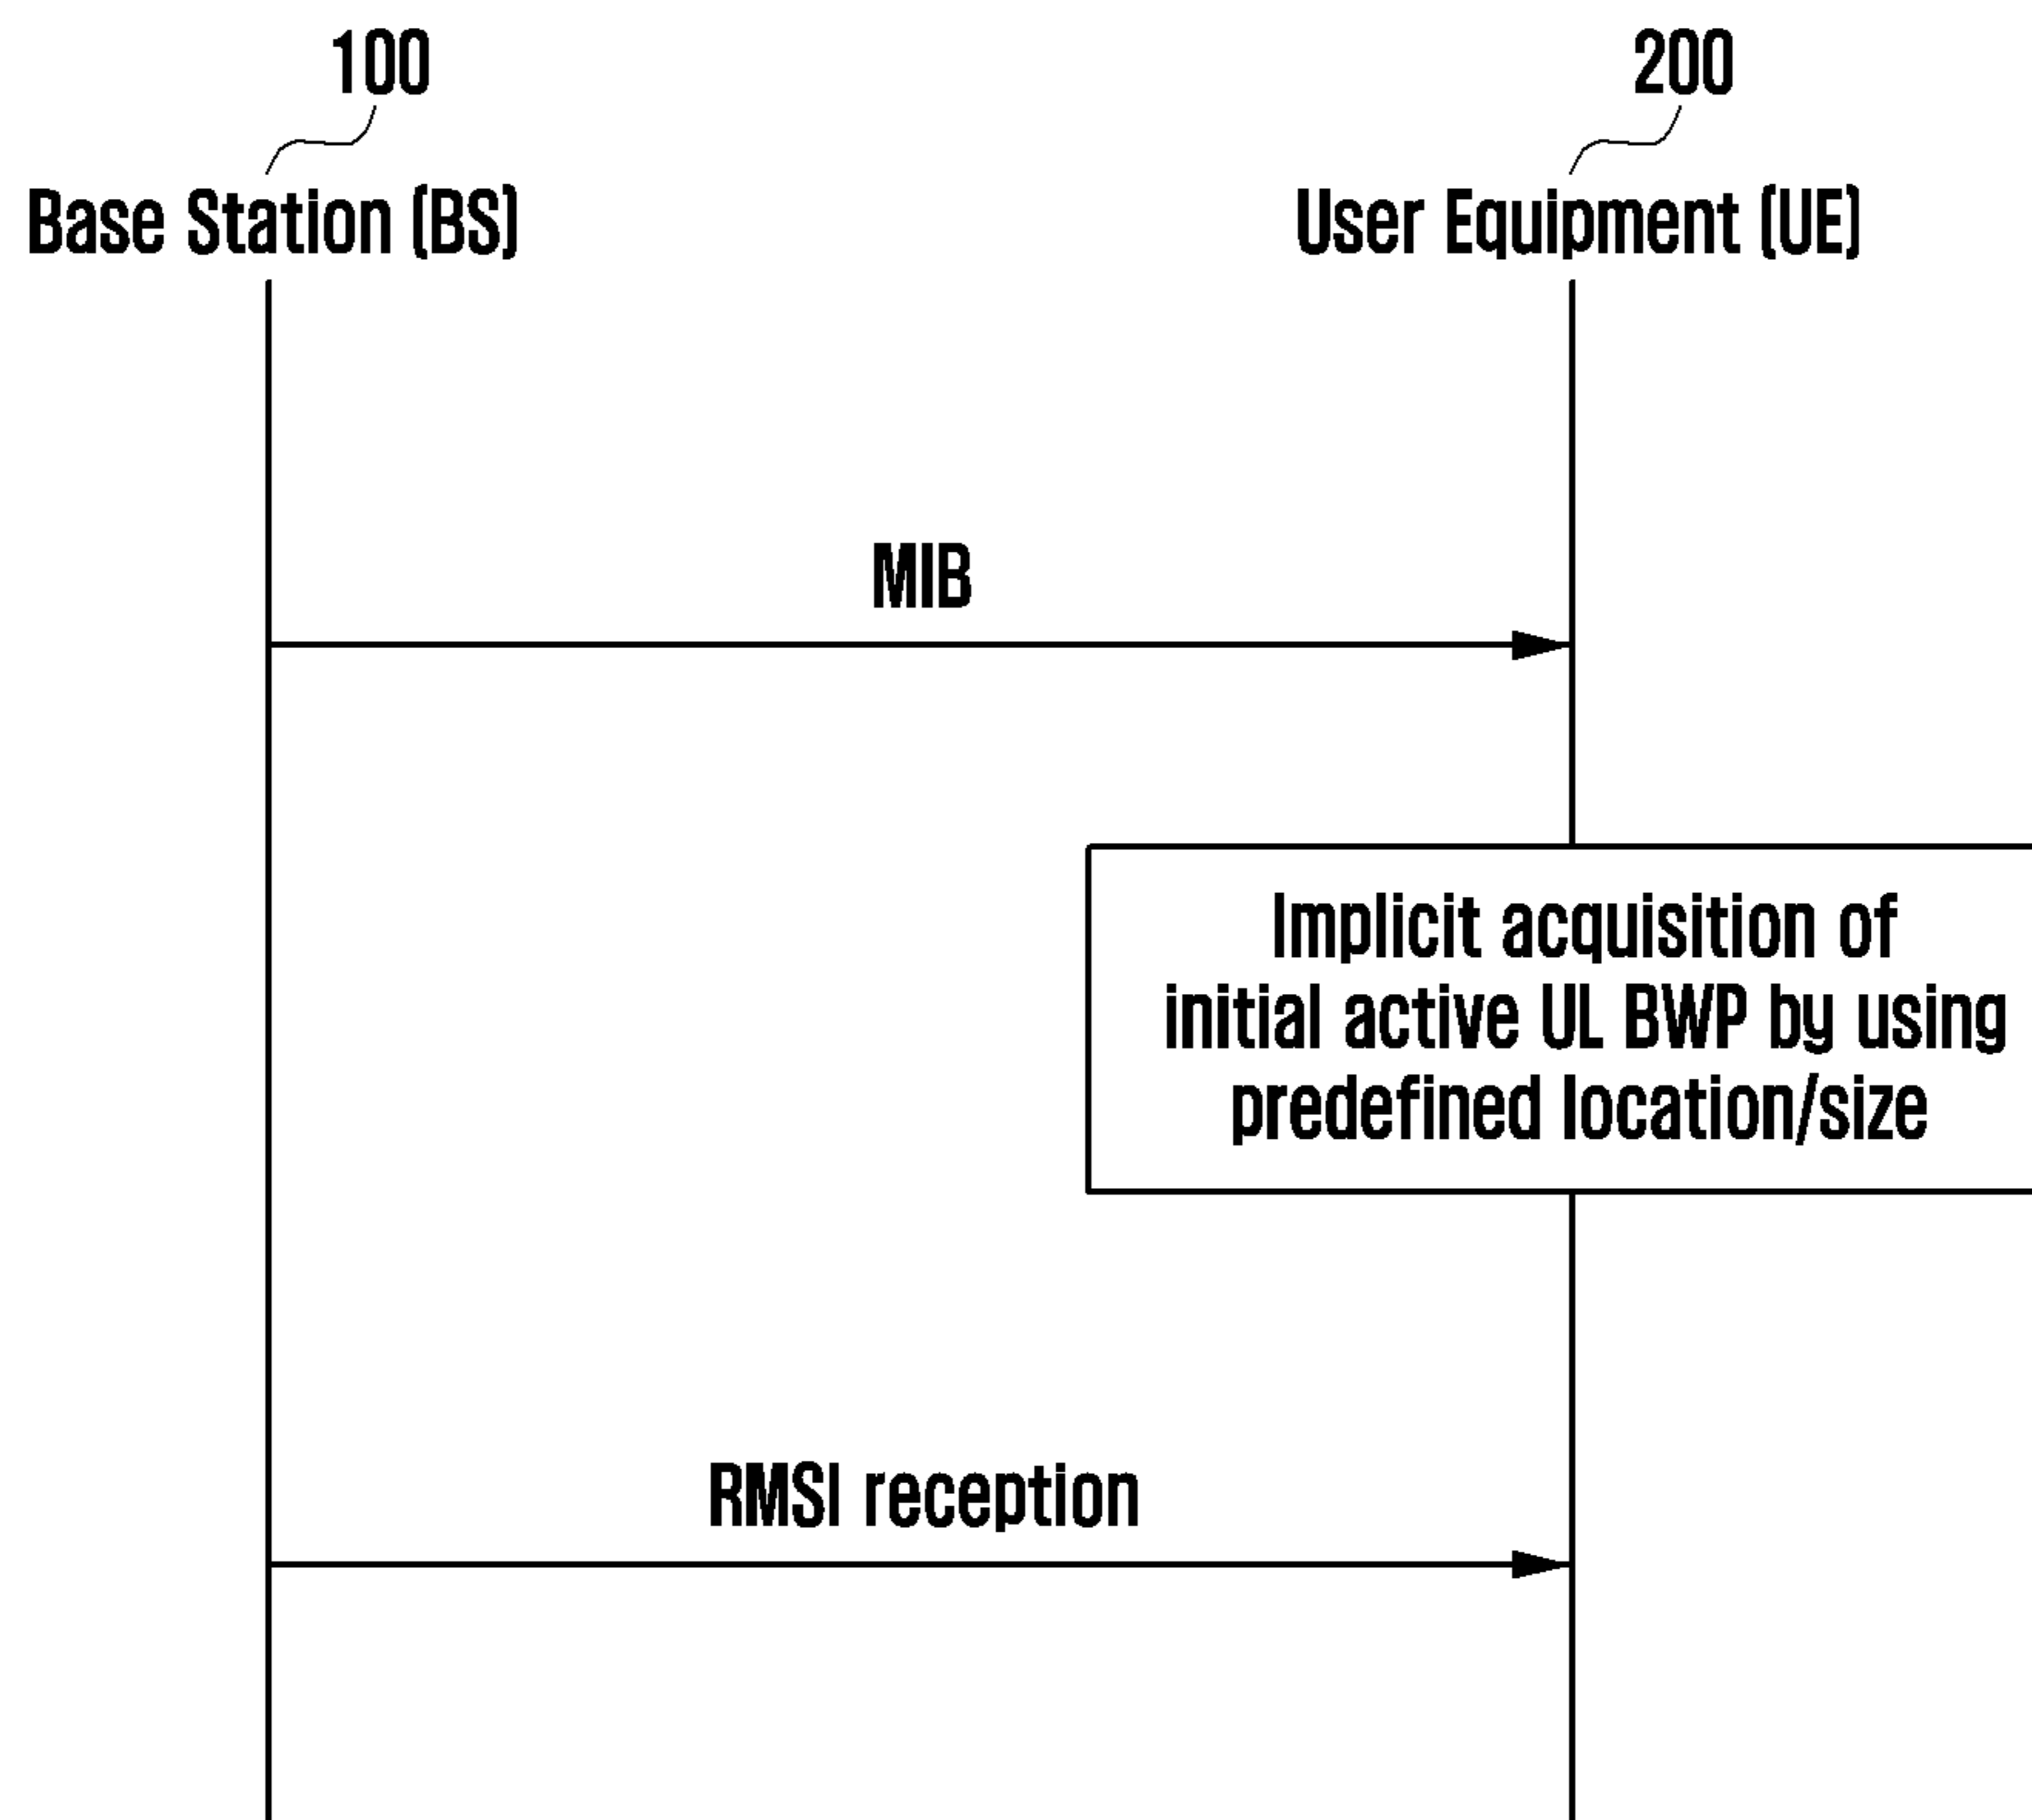 100
200
Base Station (BS)
User Equipment (UE)
MIB
Implicit acquisition of
initial active UL BWP by using
predefined location/size
RMSI reception